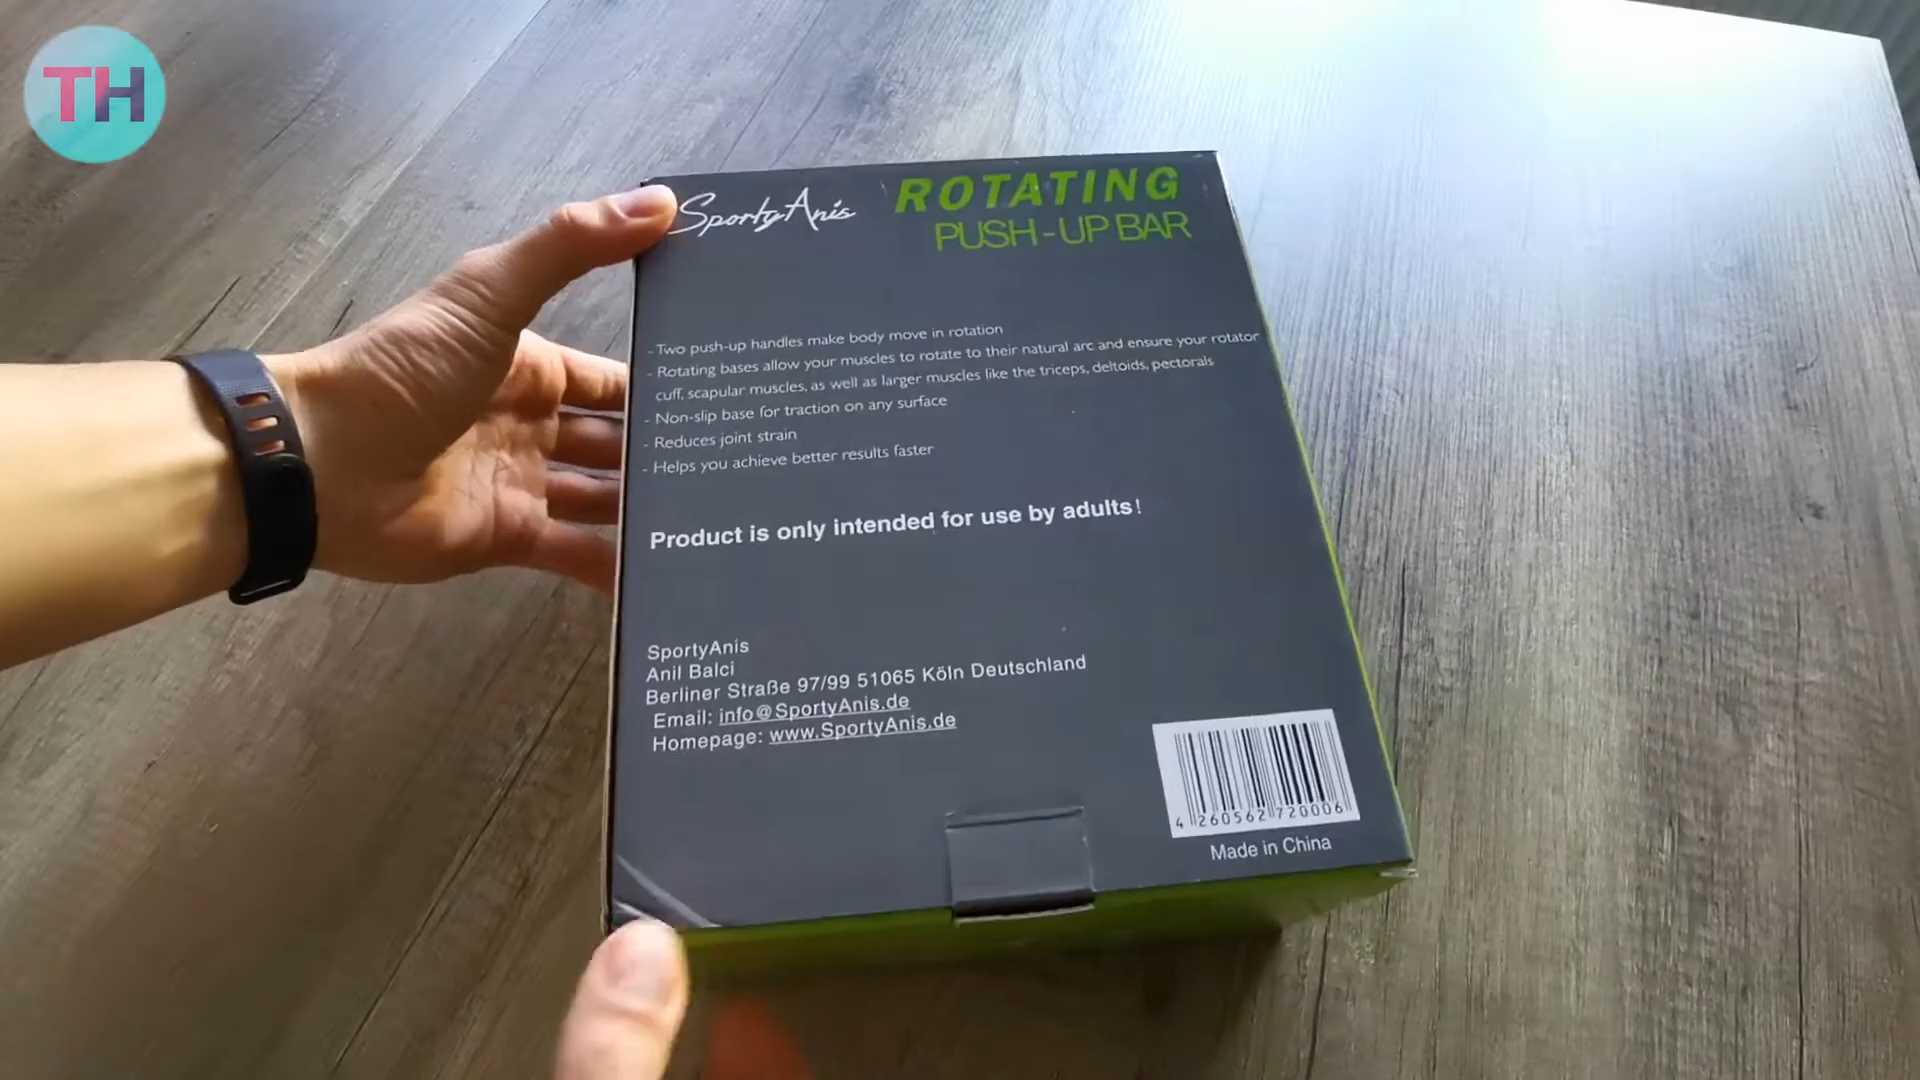 TH
SportyAnis
ROTATING
PUSH-UP BAR
- Two push-up handles make body move in rotation
- Rotating bases allow your muscles to rotate to their natural arc and ensure your rotator
cuff, scapular muscles, as well as larger muscles like the triceps, deltoids, pectorals
- Non-slip base for traction on any surface
- Reduces joint strain
- Helps you achieve better results faster
Product is only intended for use by adults!
SportyAnis
Anil Balci
Berliner Straße 97/99 51065 Köln Deutschland
Email: info@SportyAnis.de
Homepage: www.SportyAnis.de
4 260562 720006
Made in China